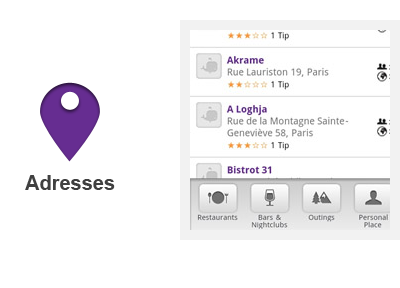 Adresses
1 Tip
Akrame
Rue Lauriston 19, Paris
1 Tip
A Loghja
Rue de la Montagne Sainte-
Geneviève 58, Paris
1 Tip
Bistrot 31
Restaurants
Bars &
Nightclubs
Outings
Personal
Place